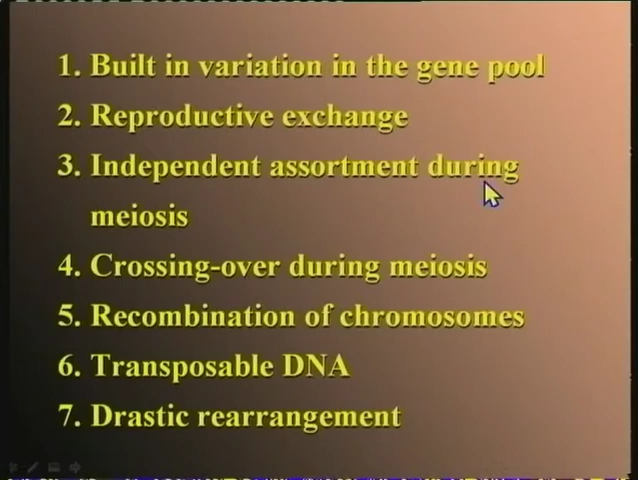 1. Built in variation in the gene pool
2. Reproductive exchange
3. Independent assortment during
meiosis
4. Crossing-over during meiosis
5. Recombination of chromosomes
6. Transposable DNA
7. Drastic rearrangement